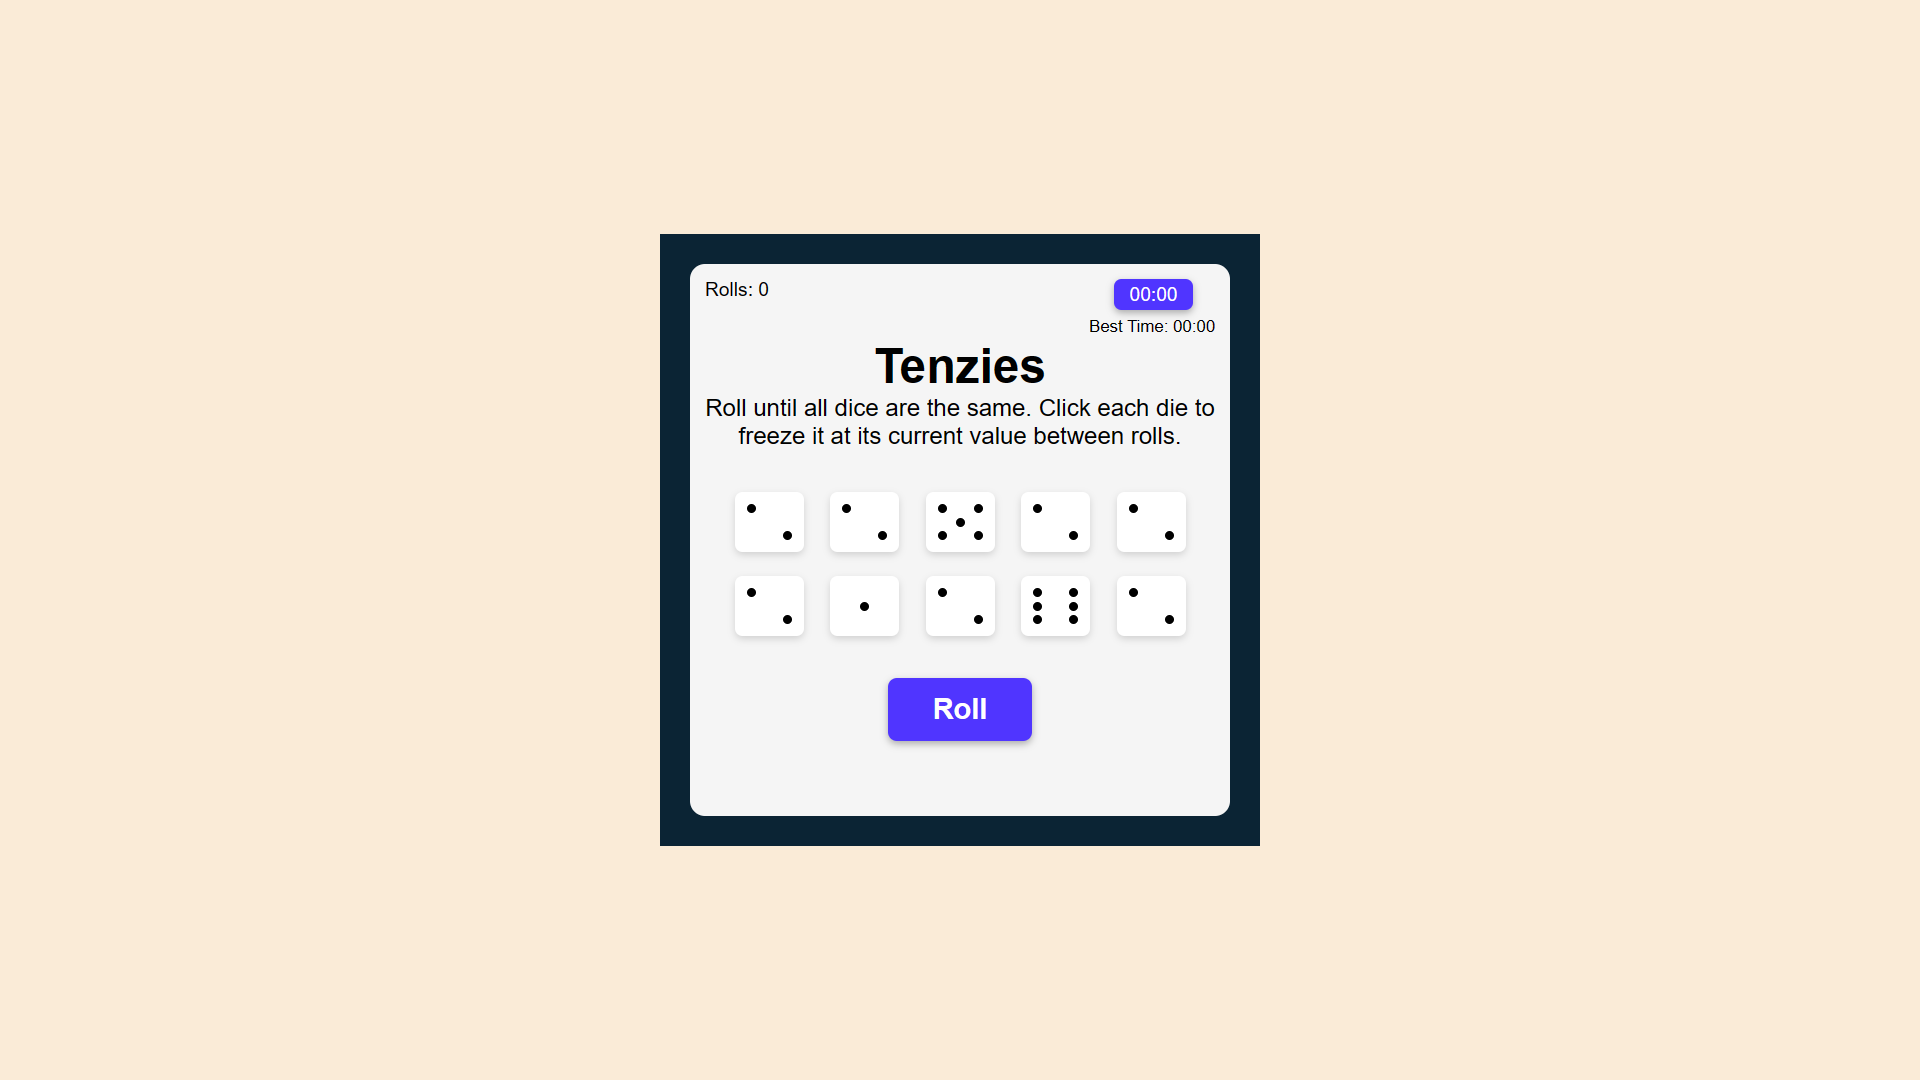 Rolls: 0
00:00
Best Time: 00:00
Tenzies
Roll until all dice are the same. Click each die to
freeze it at its current value between rolls.
Roll